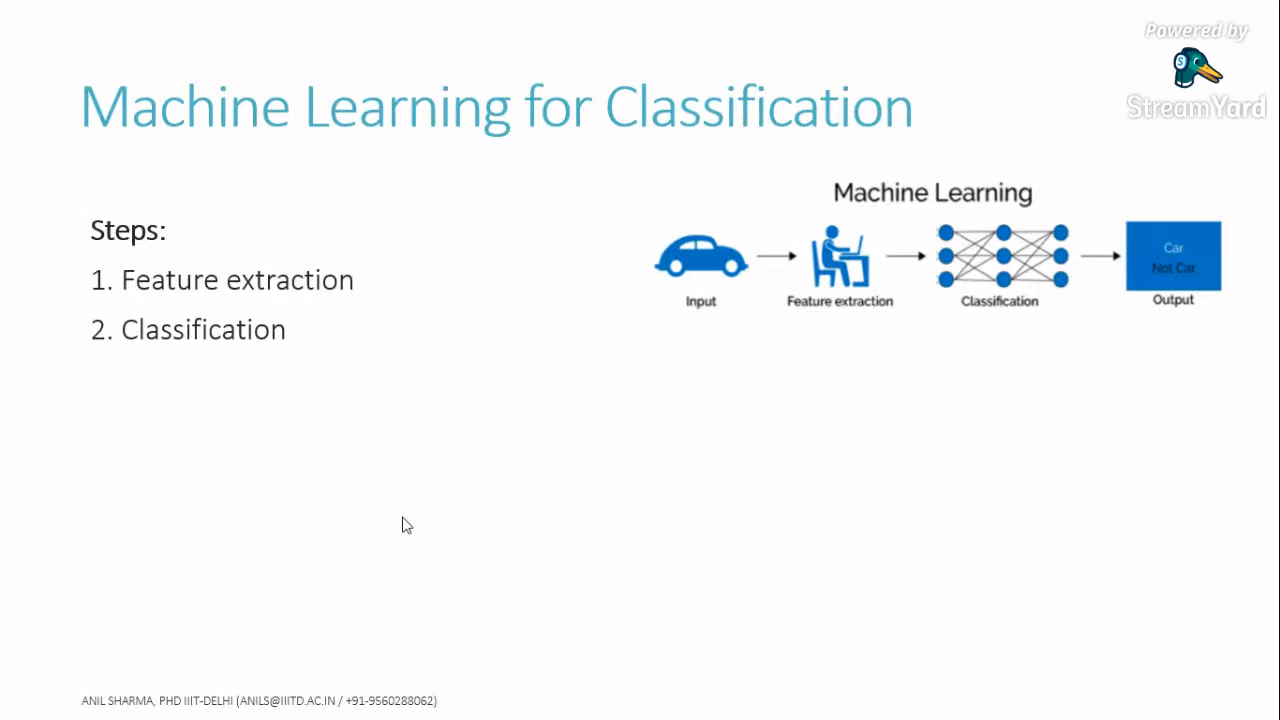 Powered by
StreamYard
Machine Learning for Classification
Steps:
1. Feature extraction
2. Classification
Machine Learning
Input
Feature extraction
Classification
Car
Not Car
Output
ANIL SHARMA, PHD IIIT-DELHI (ANILS@IIITD.AC.IN / +91-9560288062)